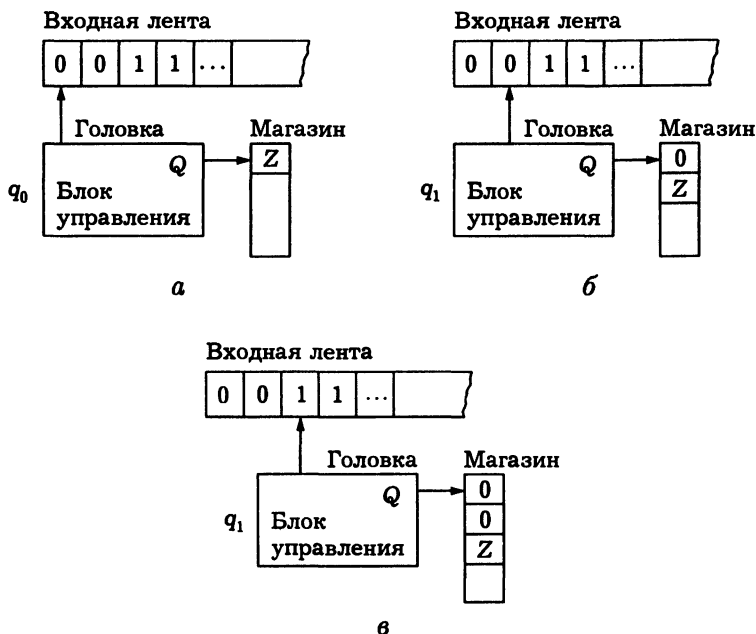 Входная лента
0 0 1 1 ...
Головка
Магазин
Q
Z
q₀
Блок
управления
а
Входная лента
0 0 1 1 ...
Головка
Магазин
Q
0
Z
q₁
Блок
управления
б
Входная лента
0 0 1 1 ...
Головка
Магазин
Q
0
0
Z
q₁
Блок
управления
в